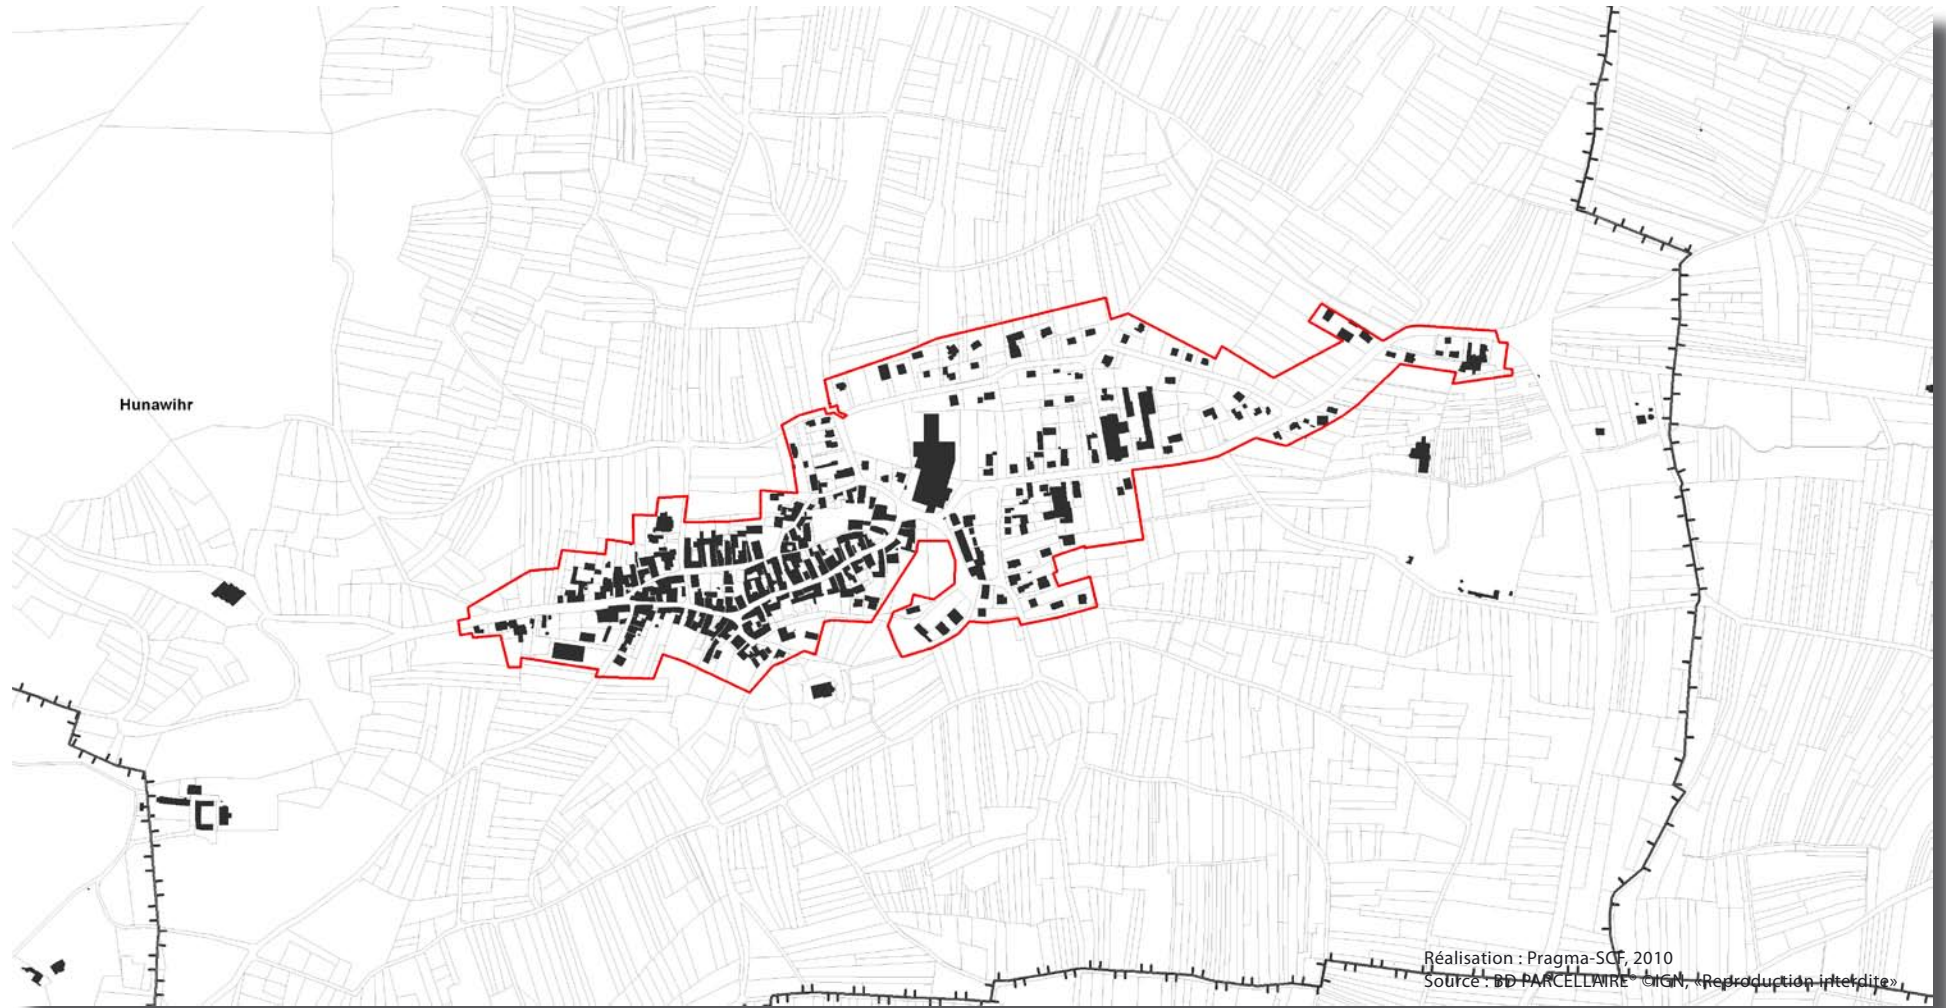 Hunawihr
Réalisation : Pragma-SCF, 2010
Source : BD PARCELLAIRE® ©IGN, «Reproduction interdite»